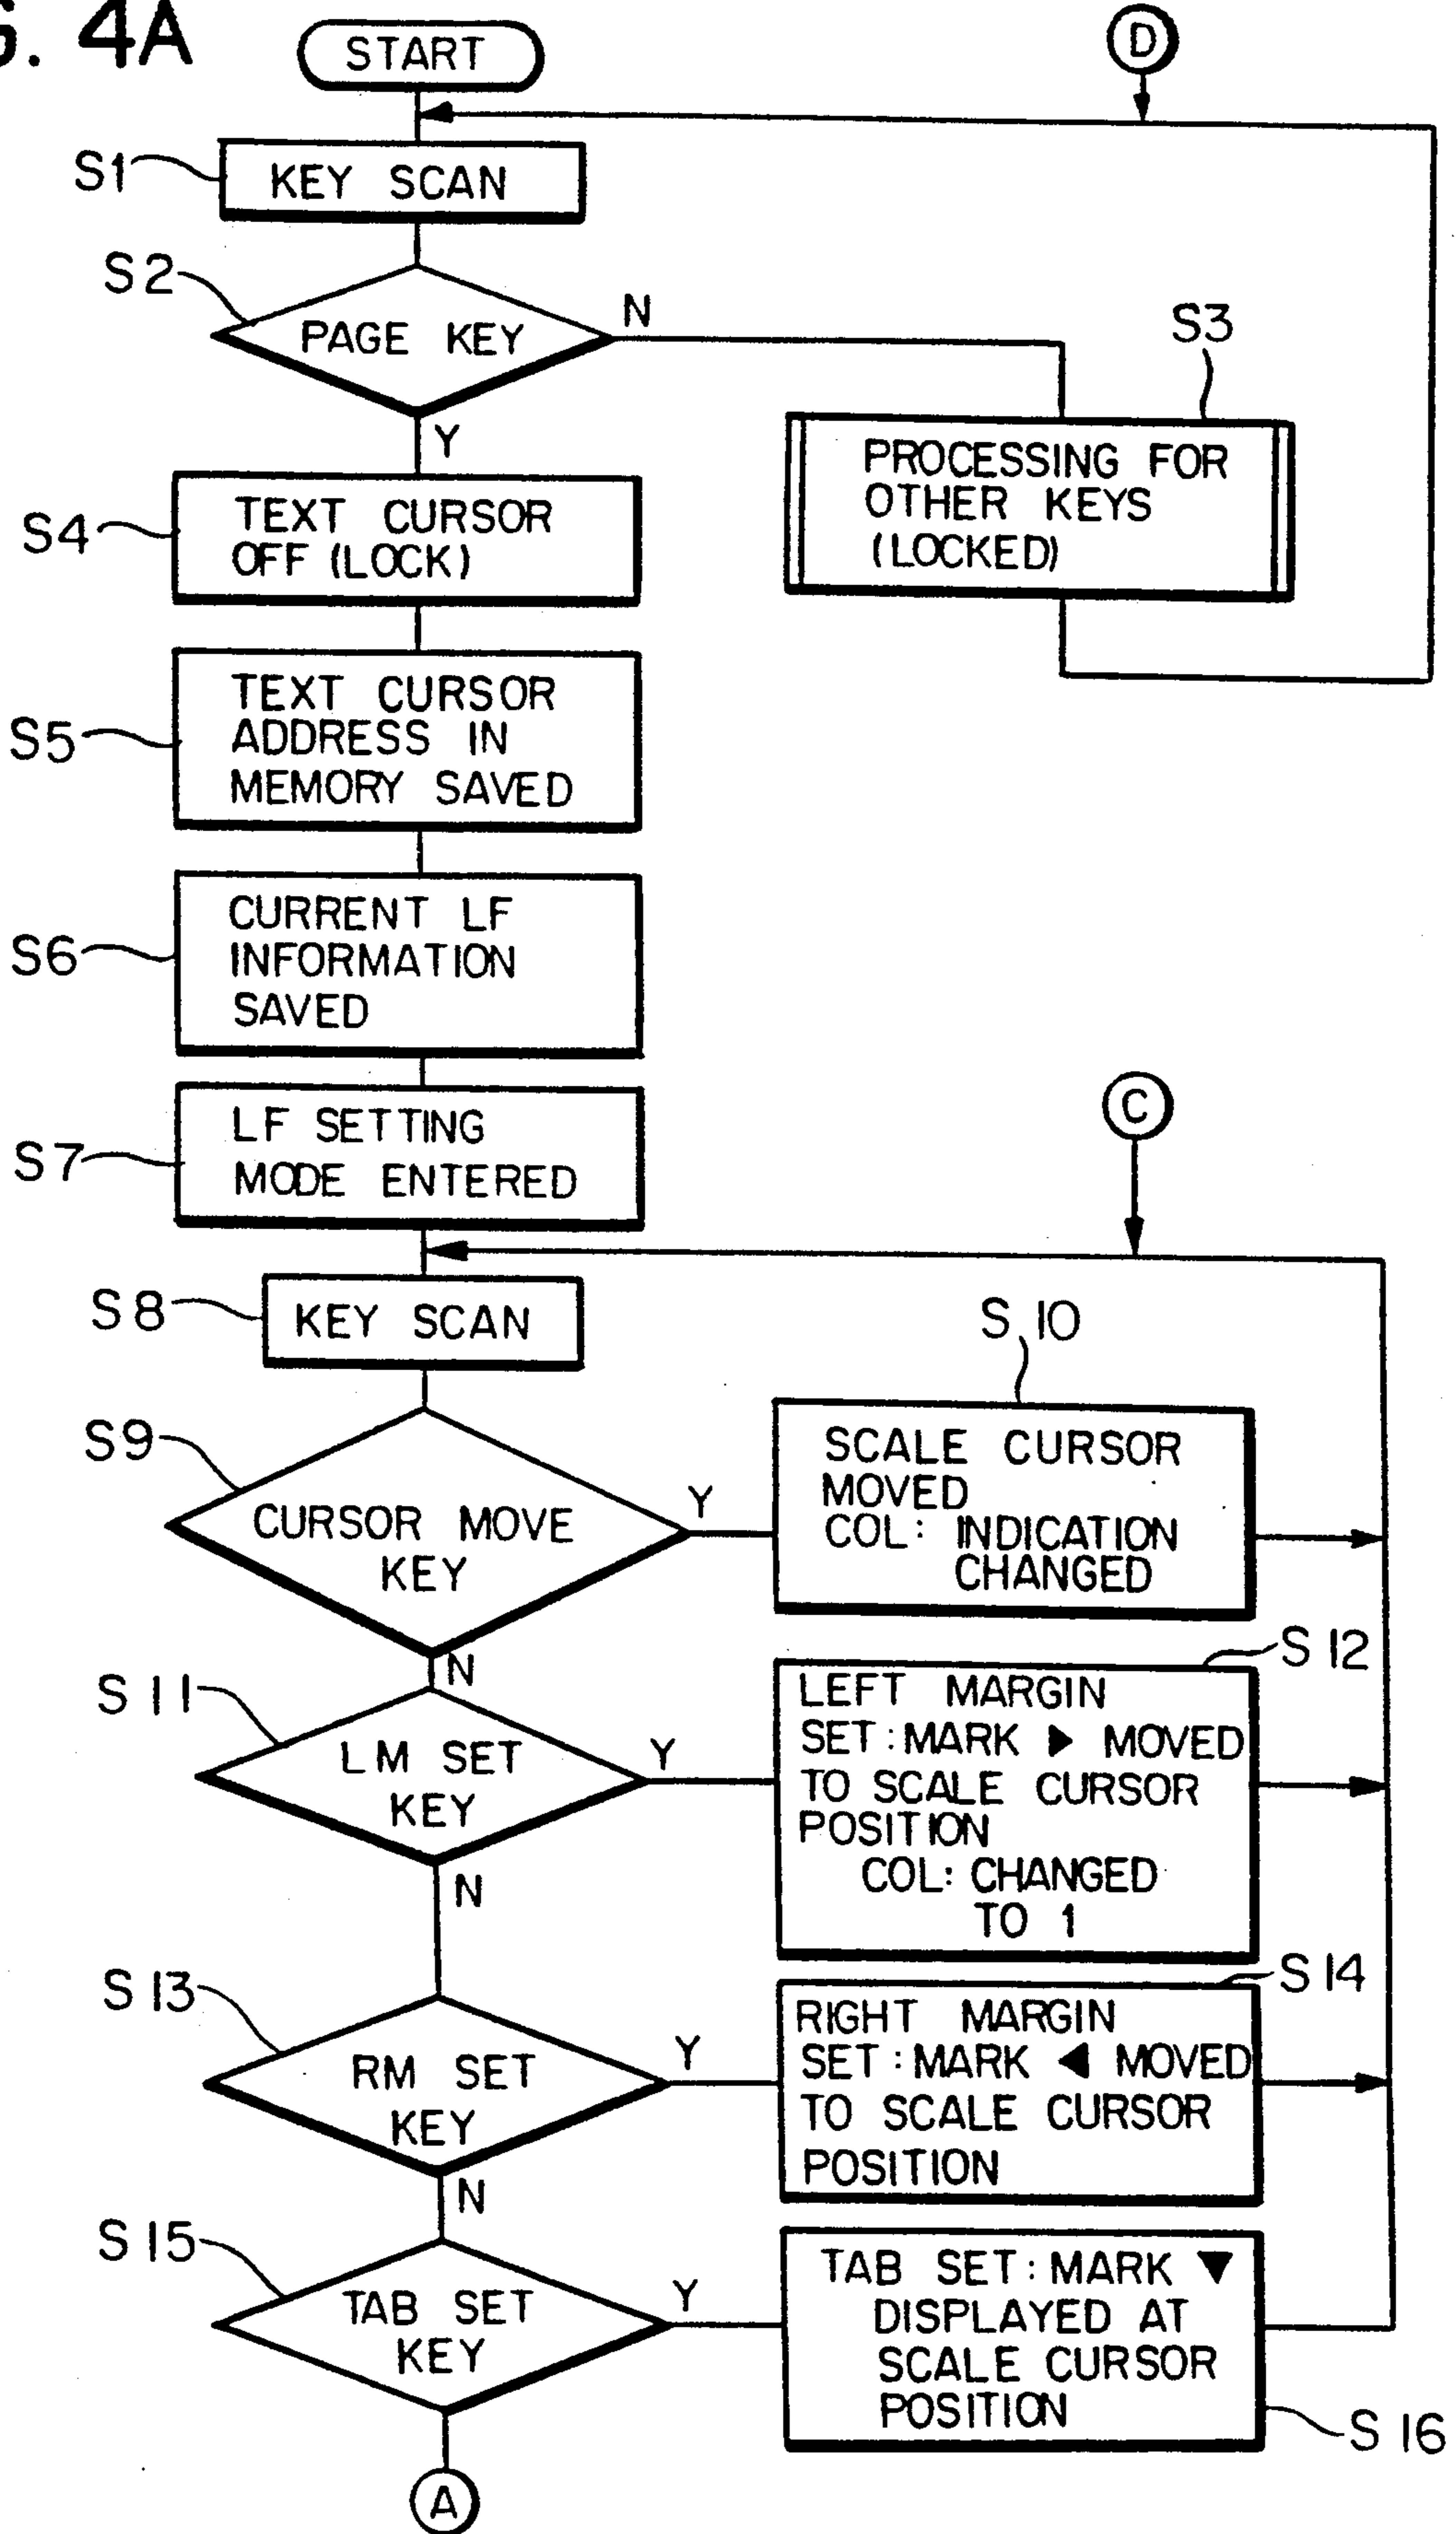 G. 4A
START
D
S1
KEY SCAN
S2
PAGE KEY
N
Y
S3
PROCESSING FOR
OTHER KEYS
(LOCKED)
S4
TEXT CURSOR
OFF (LOCK)
S5
TEXT CURSOR
ADDRESS IN
MEMORY SAVED
S6
CURRENT LF
INFORMATION
SAVED
S7
LF SETTING
MODE ENTERED
C
S8
KEY SCAN
S9
CURSOR MOVE
KEY
Y
N
S 10
SCALE CURSOR
MOVED
COL: INDICATION
CHANGED
S 11
LM SET
KEY
Y
N
S 12
LEFT MARGIN
SET: MARK ▶ MOVED
TO SCALE CURSOR
POSITION
COL: CHANGED
TO 1
S 13
RM SET
KEY
Y
N
S 14
RIGHT MARGIN
SET: MARK ◀ MOVED
TO SCALE CURSOR
POSITION
S 15
TAB SET
KEY
Y
TAB SET: MARK ▼
DISPLAYED AT
SCALE CURSOR
POSITION
S 16
A